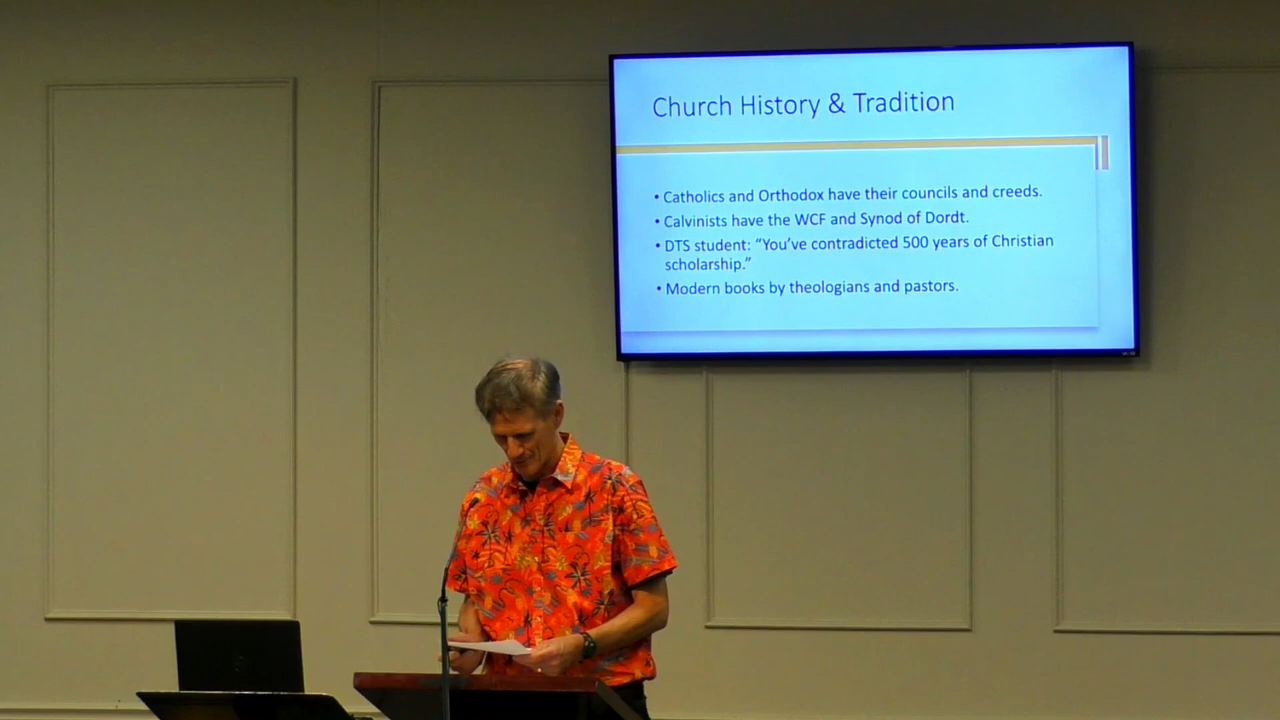 Church History & Tradition
• Catholics and Orthodox have their councils and creeds.
• Calvinists have the WCF and Synod of Dordt.
• DTS student: “You’ve contradicted 500 years of Christian
scholarship.”
• Modern books by theologians and pastors.